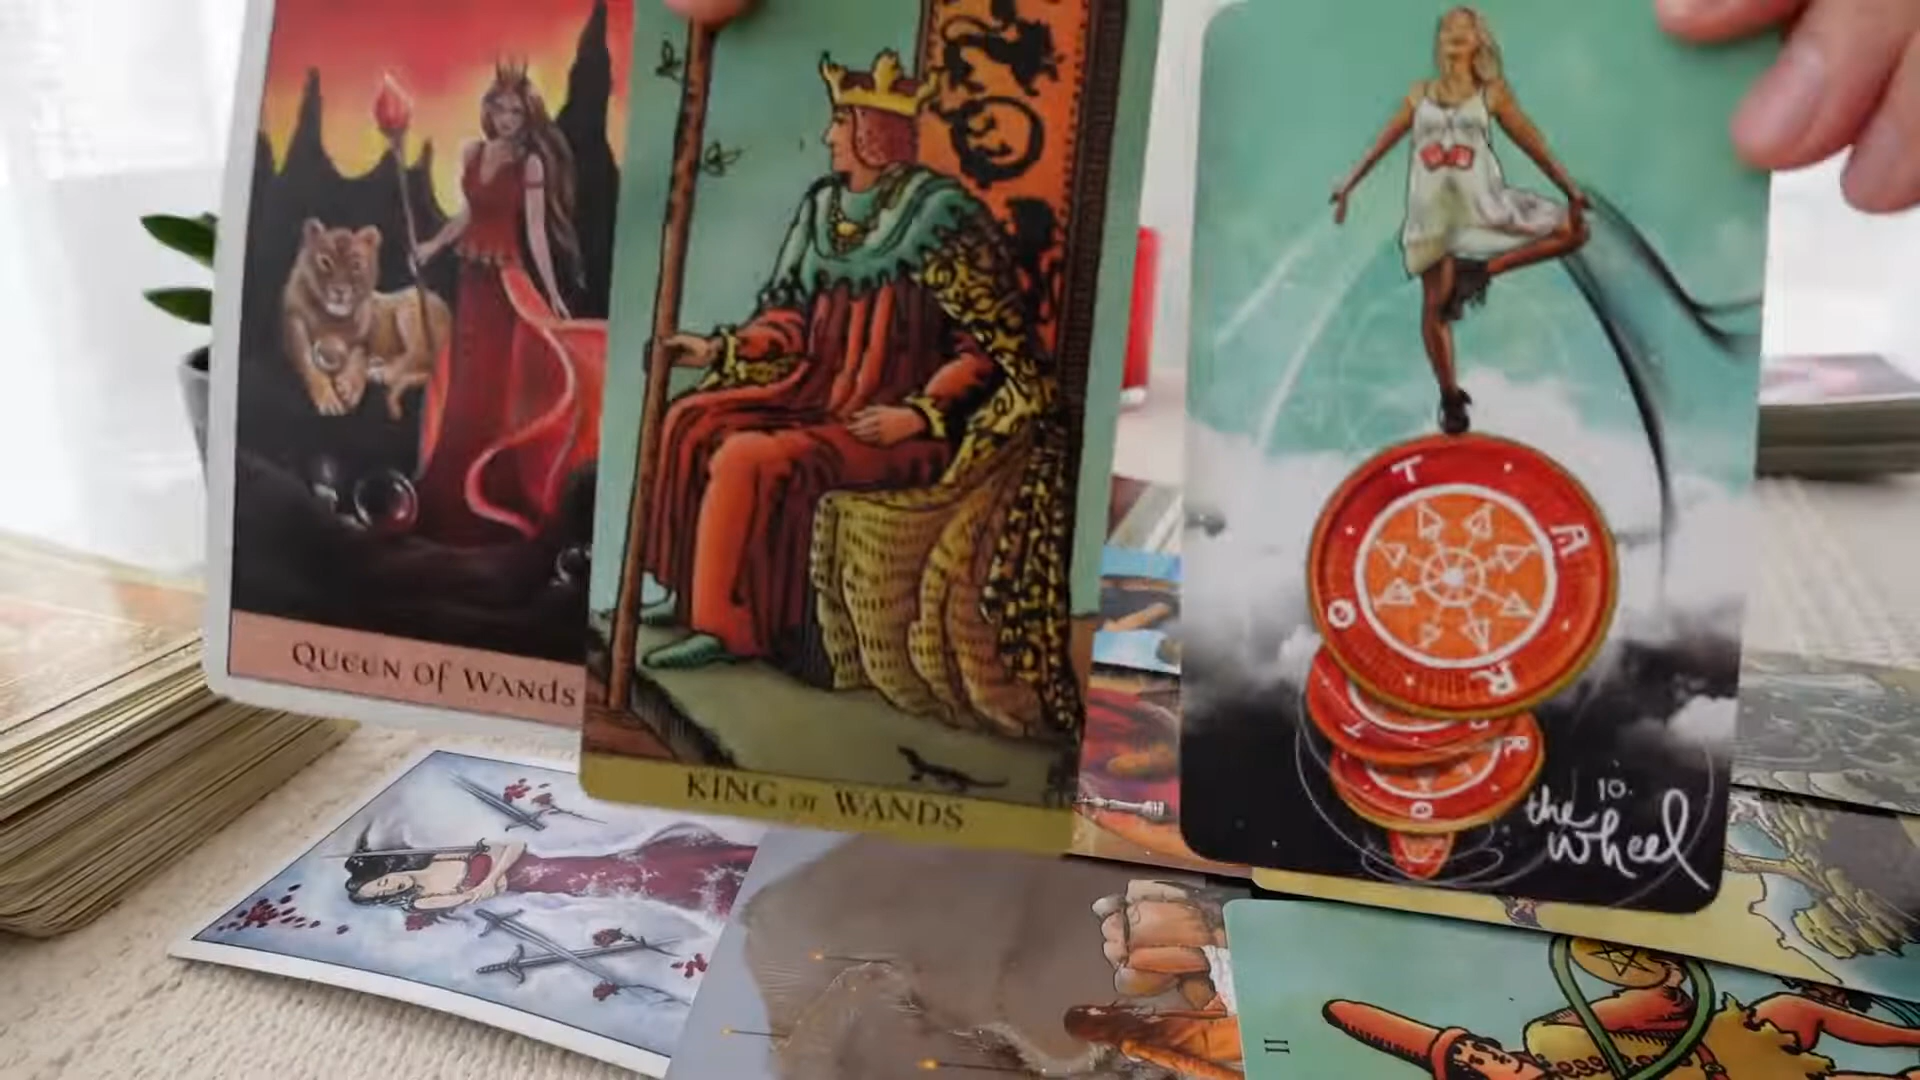 QUEEN OF WANDS
KING OF WANDS
T A R O
10.
the
wheel
II